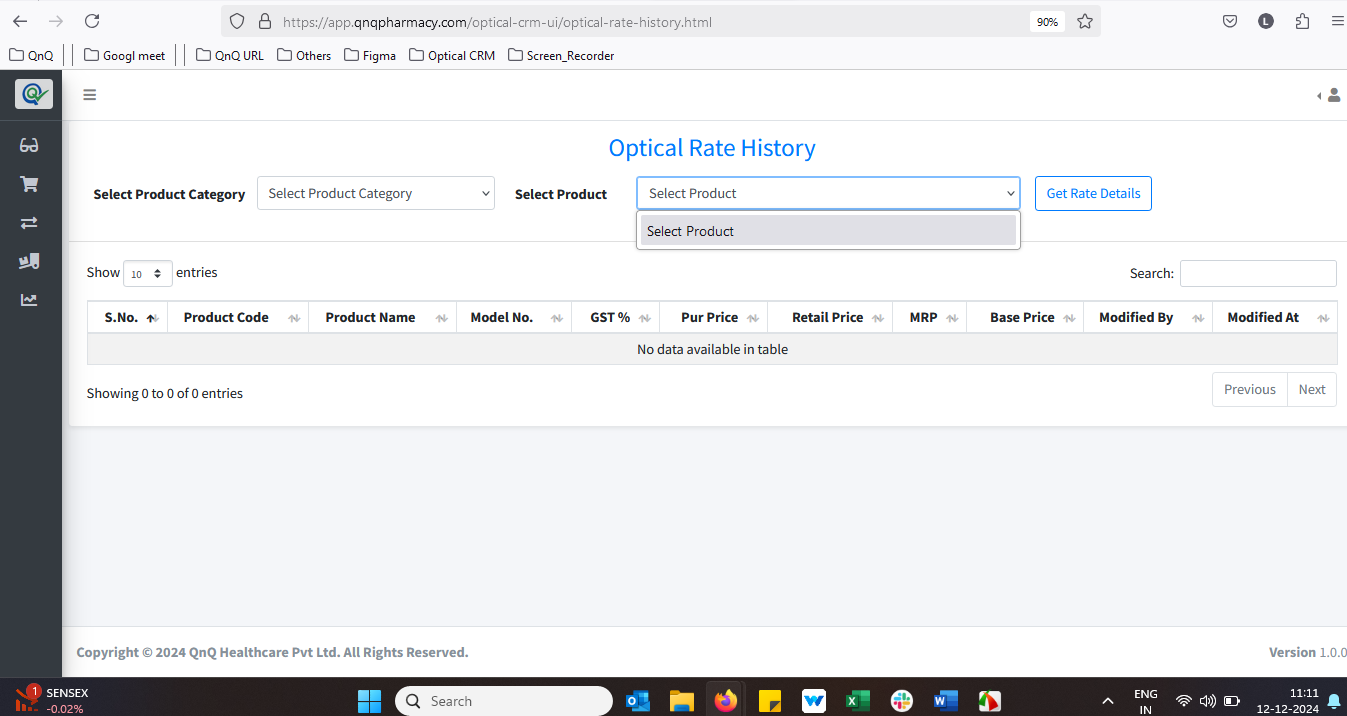 https://app.qnqpharmacy.com/optical-crm-ui/optical-rate-history.html 90% L
QnQ Googl meet QnQ URL Others Figma Optical CRM Screen_Recorder
Optical Rate History
Select Product Category Select Product Category Select Product Select Product Get Rate Details
Select Product
Show 10 entries Search:
S.No. Product Code Product Name Model No. GST % Pur Price Retail Price MRP Base Price Modified By Modified At
No data available in table
Showing 0 to 0 of 0 entries Previous Next
Copyright © 2024 QnQ Healthcare Pvt Ltd. All Rights Reserved. Version 1.0.0
1 SENSEX Search ENG 11:11
-0.02% IN 12-12-2024